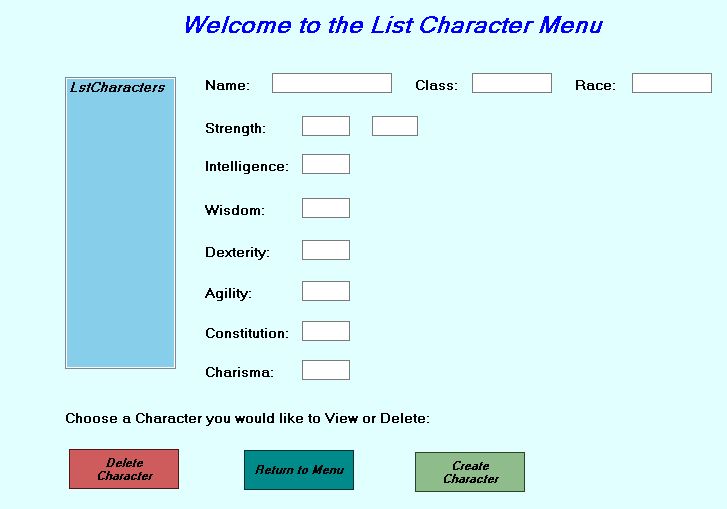 Welcome to the List Character Menu
LstCharacters
Name: Class: Race:
Strength:
Intelligence:
Wisdom:
Dexterity:
Agility:
Constitution:
Charisma:
Choose a Character you would like to View or Delete:
Delete
Character
Return to Menu
Create
Character